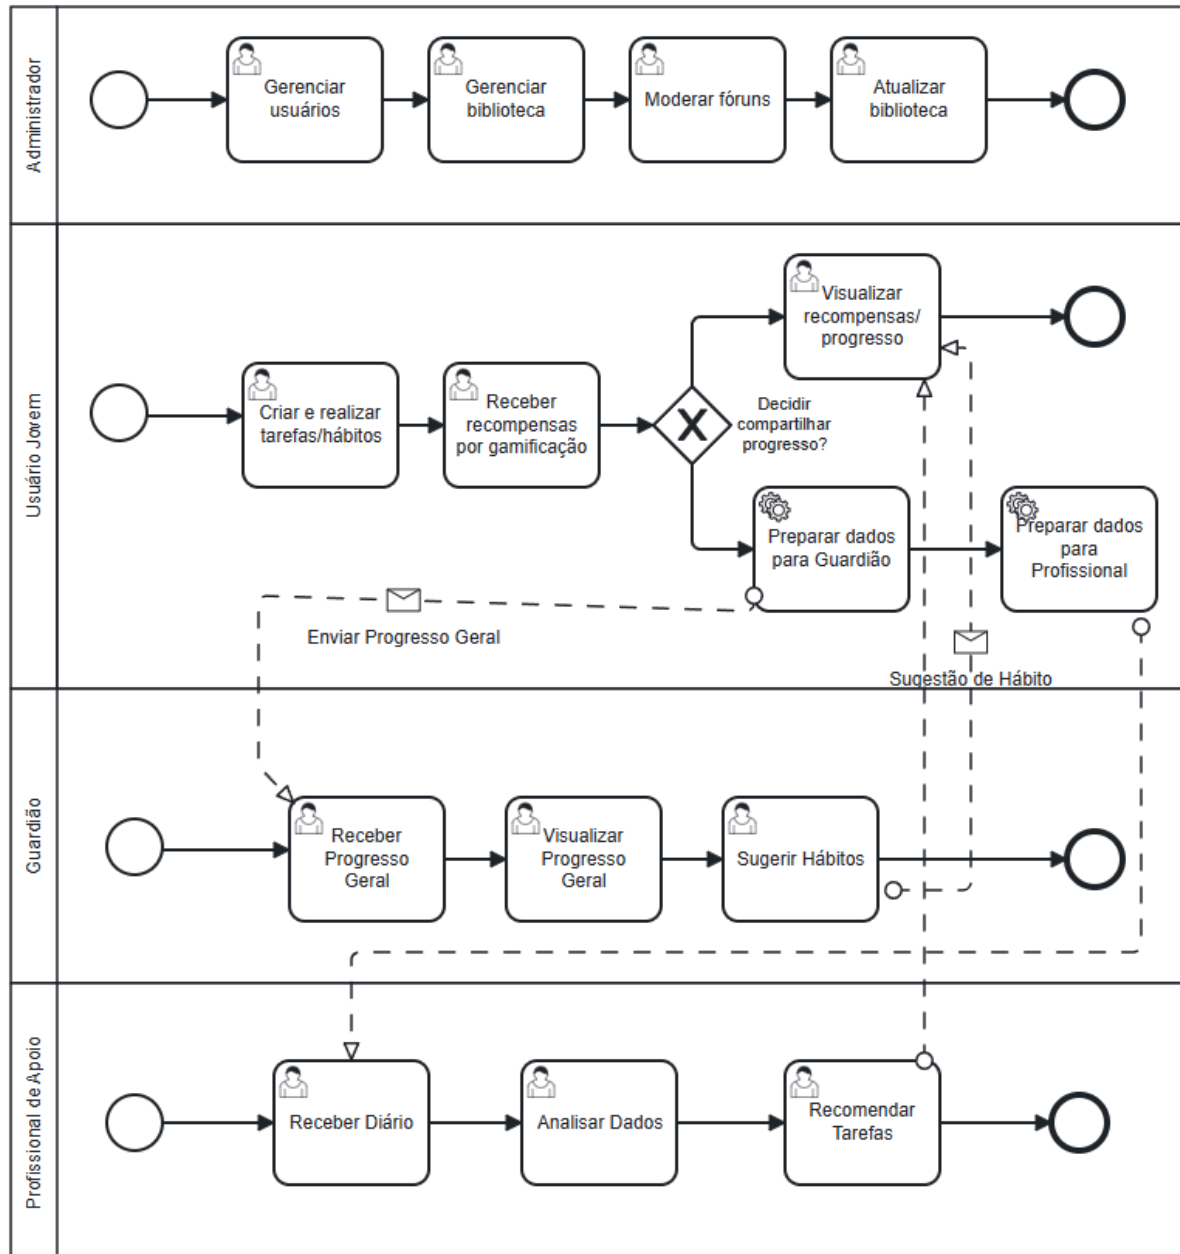 Administrador
Gerenciar
usuários
Gerenciar
biblioteca
Moderar fóruns
Atualizar
biblioteca
Usuário Jovem
Criar e realizar
tarefas/hábitos
Receber
recompensas
por gamificação
Decidir
compartilhar
progresso?
Visualizar
recompensas/
progresso
Preparar dados
para Guardião
Preparar dados
para
Profissional
Enviar Progresso Geral
Sugestão de Hábito
Guardião
Receber
Progresso
Geral
Visualizar
Progresso
Geral
Sugerir Hábitos
Profissional de Apoio
Receber Diário
Analisar Dados
Recomendar
Tarefas